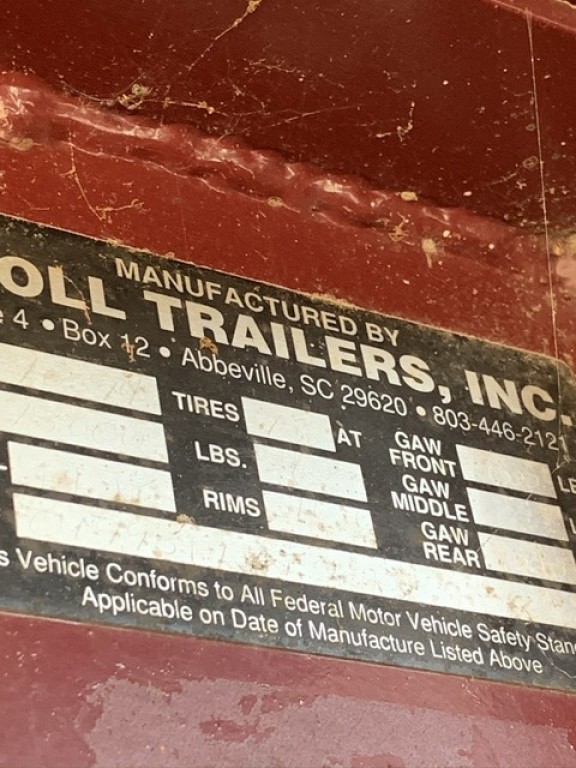 MANUFACTURED BY
OLL TRAILERS, INC.
e 4 • Box 12 • Abbeville, SC 29620 • 803-446-2121
TIRES AT GAW FRONT LB
LBS. GAW MIDDLE L
RIMS GAW REAR
s Vehicle Conforms to All Federal Motor Vehicle Safety Stan
Applicable on Date of Manufacture Listed Above